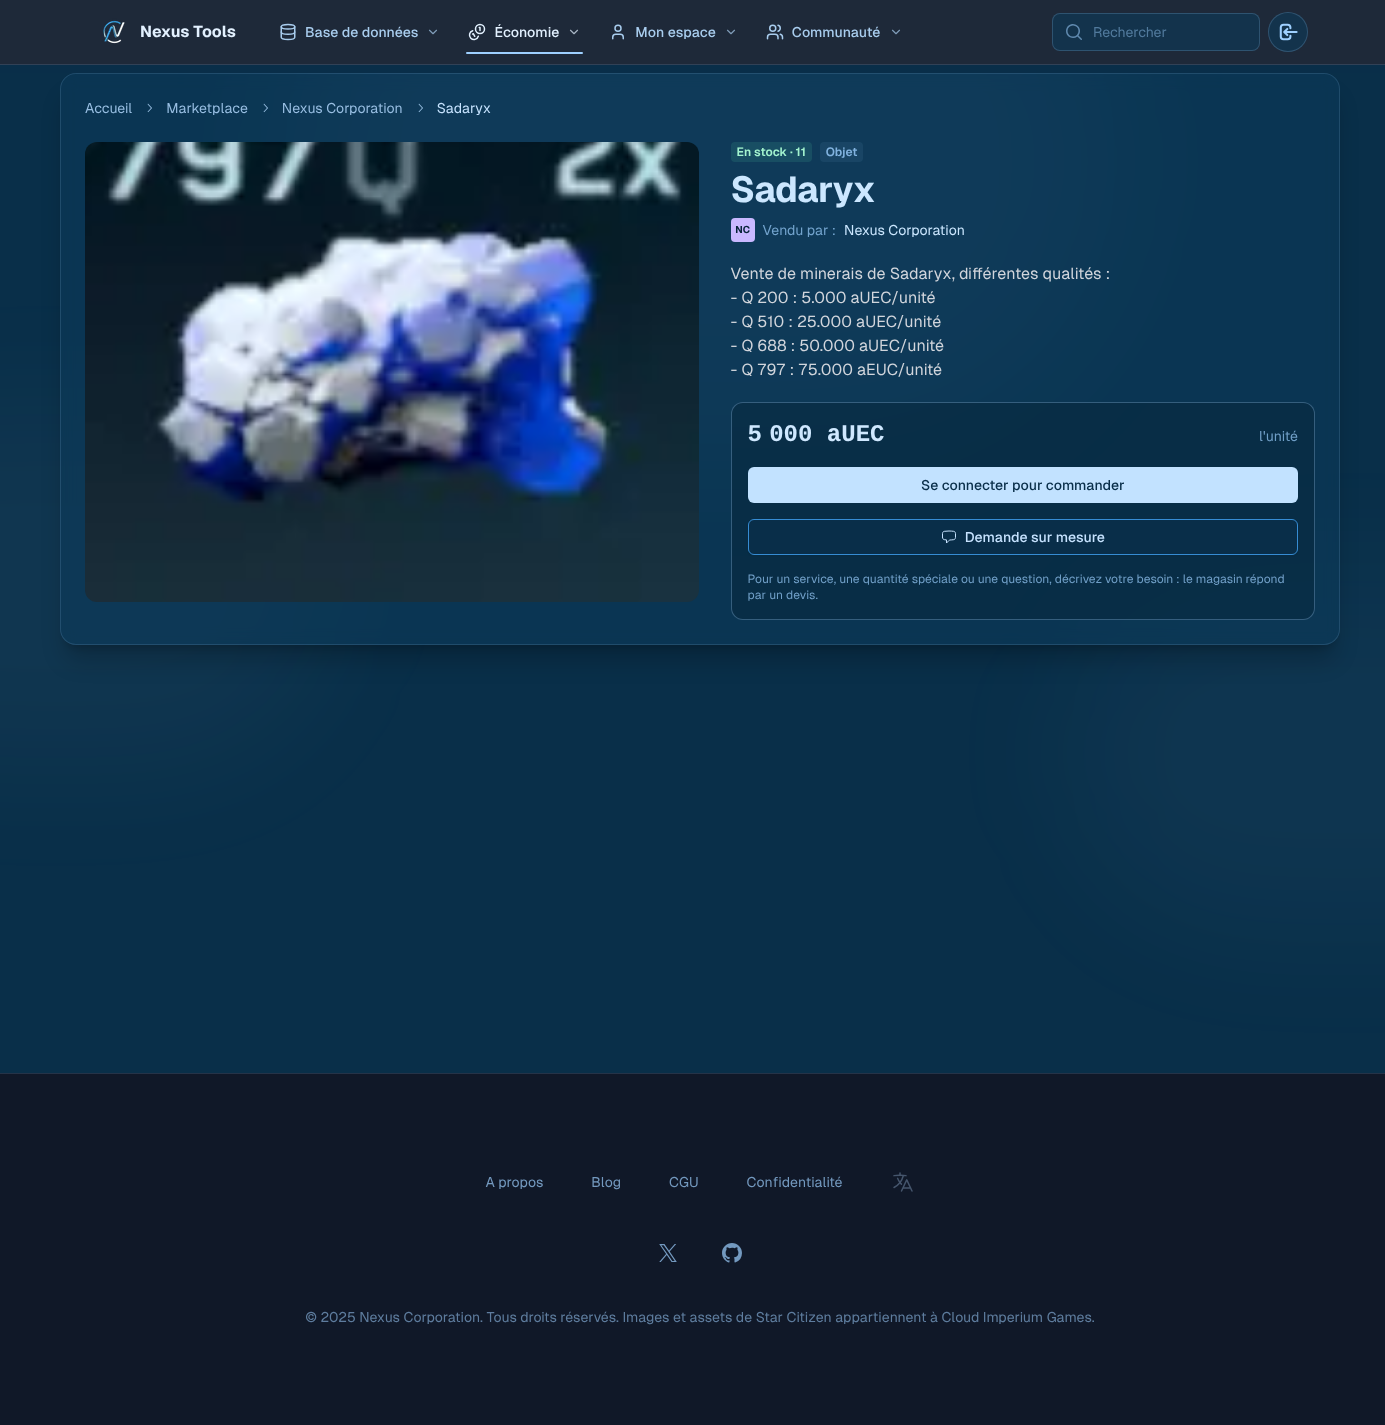 Nexus Tools
Base de données
Économie
Mon espace
Communauté
Rechercher
Accueil > Marketplace > Nexus Corporation > Sadaryx
797Q 2x
En stock · 11 Objet
Sadaryx
NC Vendu par : Nexus Corporation
Vente de minerais de Sadaryx, différentes qualités :
- Q 200 : 5.000 aUEC/unité
- Q 510 : 25.000 aUEC/unité
- Q 688 : 50.000 aUEC/unité
- Q 797 : 75.000 aEUC/unité
5 000 aUEC l'unité
Se connecter pour commander
Demande sur mesure
Pour un service, une quantité spéciale ou une question, décrivez votre besoin : le magasin répond
par un devis.
A propos Blog CGU Confidentialité
© 2025 Nexus Corporation. Tous droits réservés. Images et assets de Star Citizen appartiennent à Cloud Imperium Games.